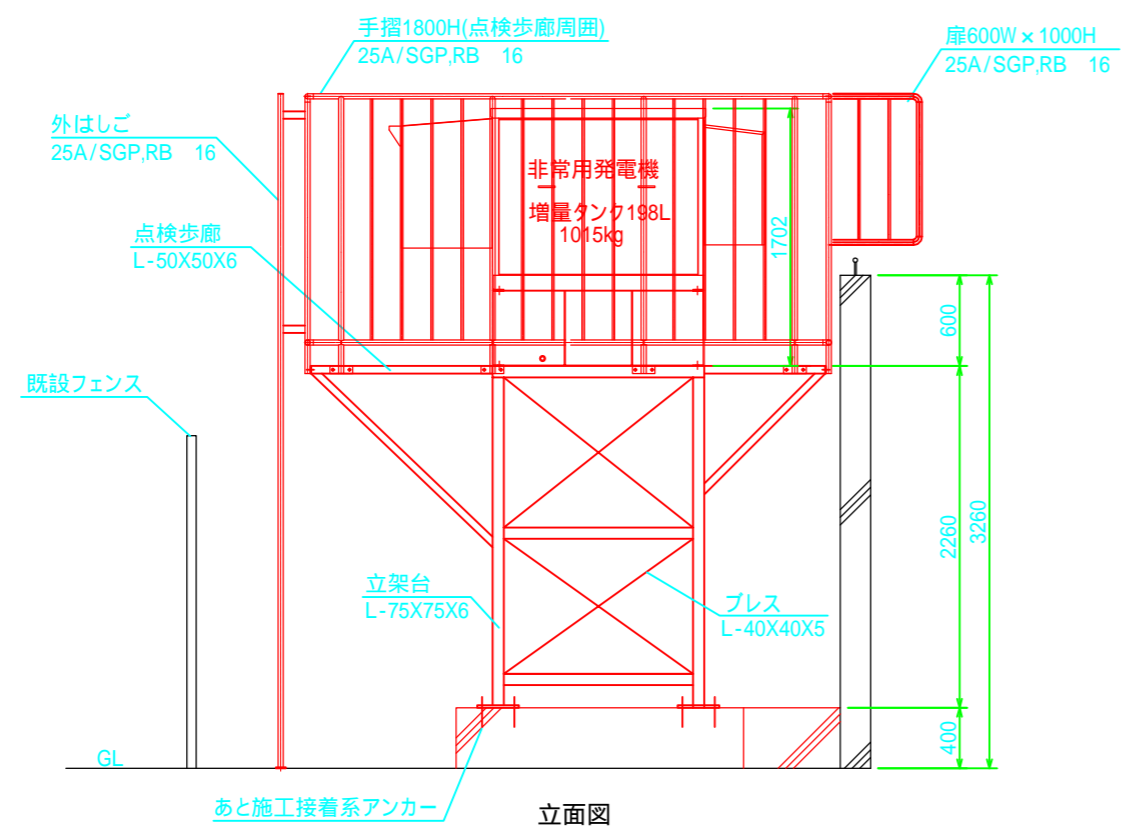 手摺1800H(点検歩廊周囲)
25A/SGP,RB 16
扉600W×1000H
25A/SGP,RB 16
外はしご
25A/SGP,RB 16
点検歩廊
L-50X50X6
非常用発電機
増量タンク198L
1015kg
1702
600
既設フェンス
2260
3260
立架台
L-75X75X6
ブレス
L-40X40X5
400
GL
あと施工接着系アンカー
立面図